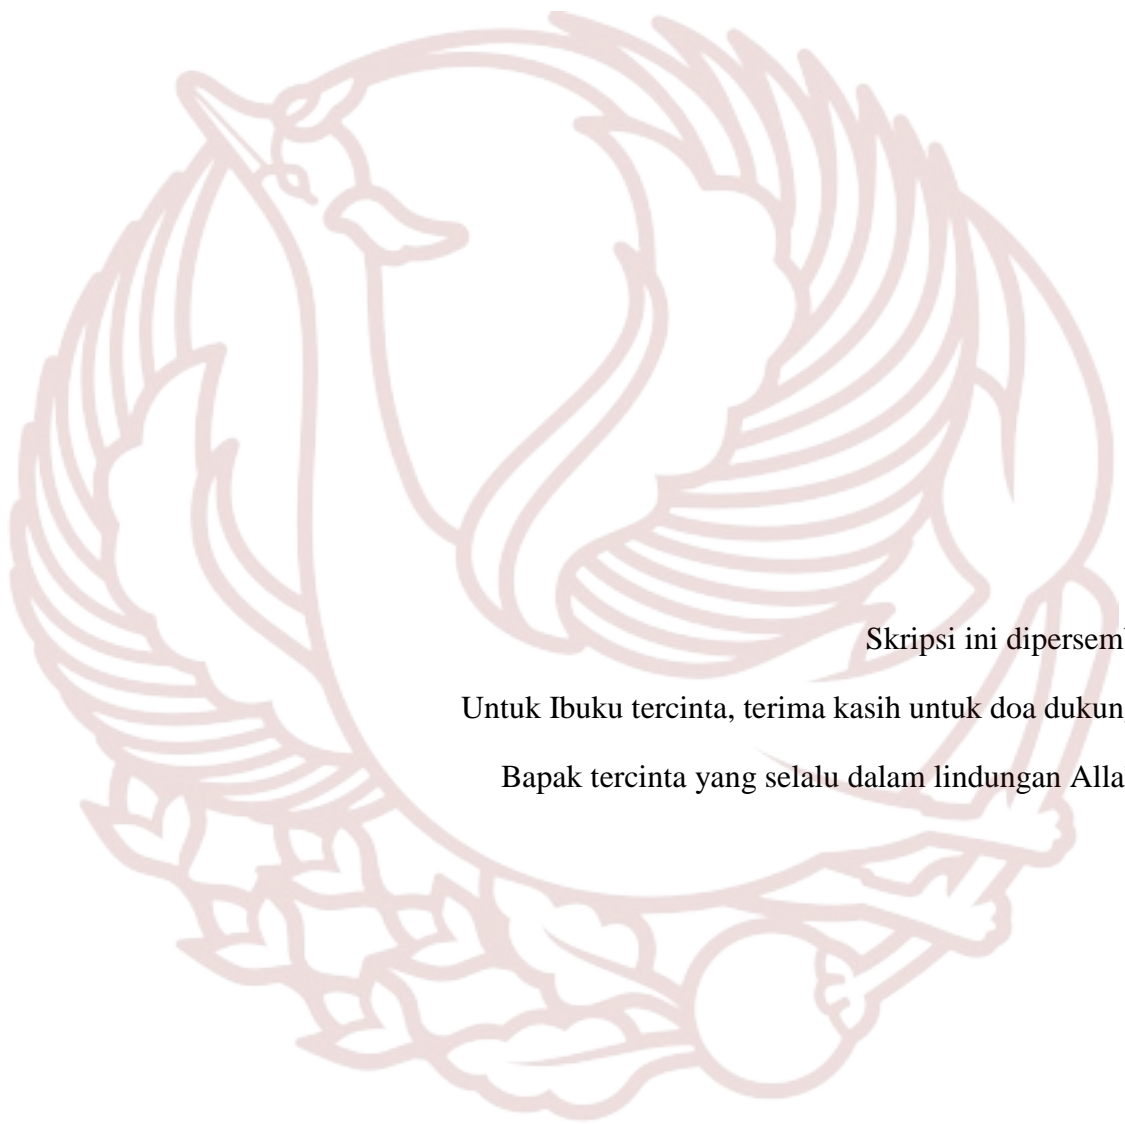 Skripsi ini dipersem
Untuk Ibuku tercinta, terima kasih untuk doa dukun
Bapak tercinta yang selalu dalam lindungan Alla